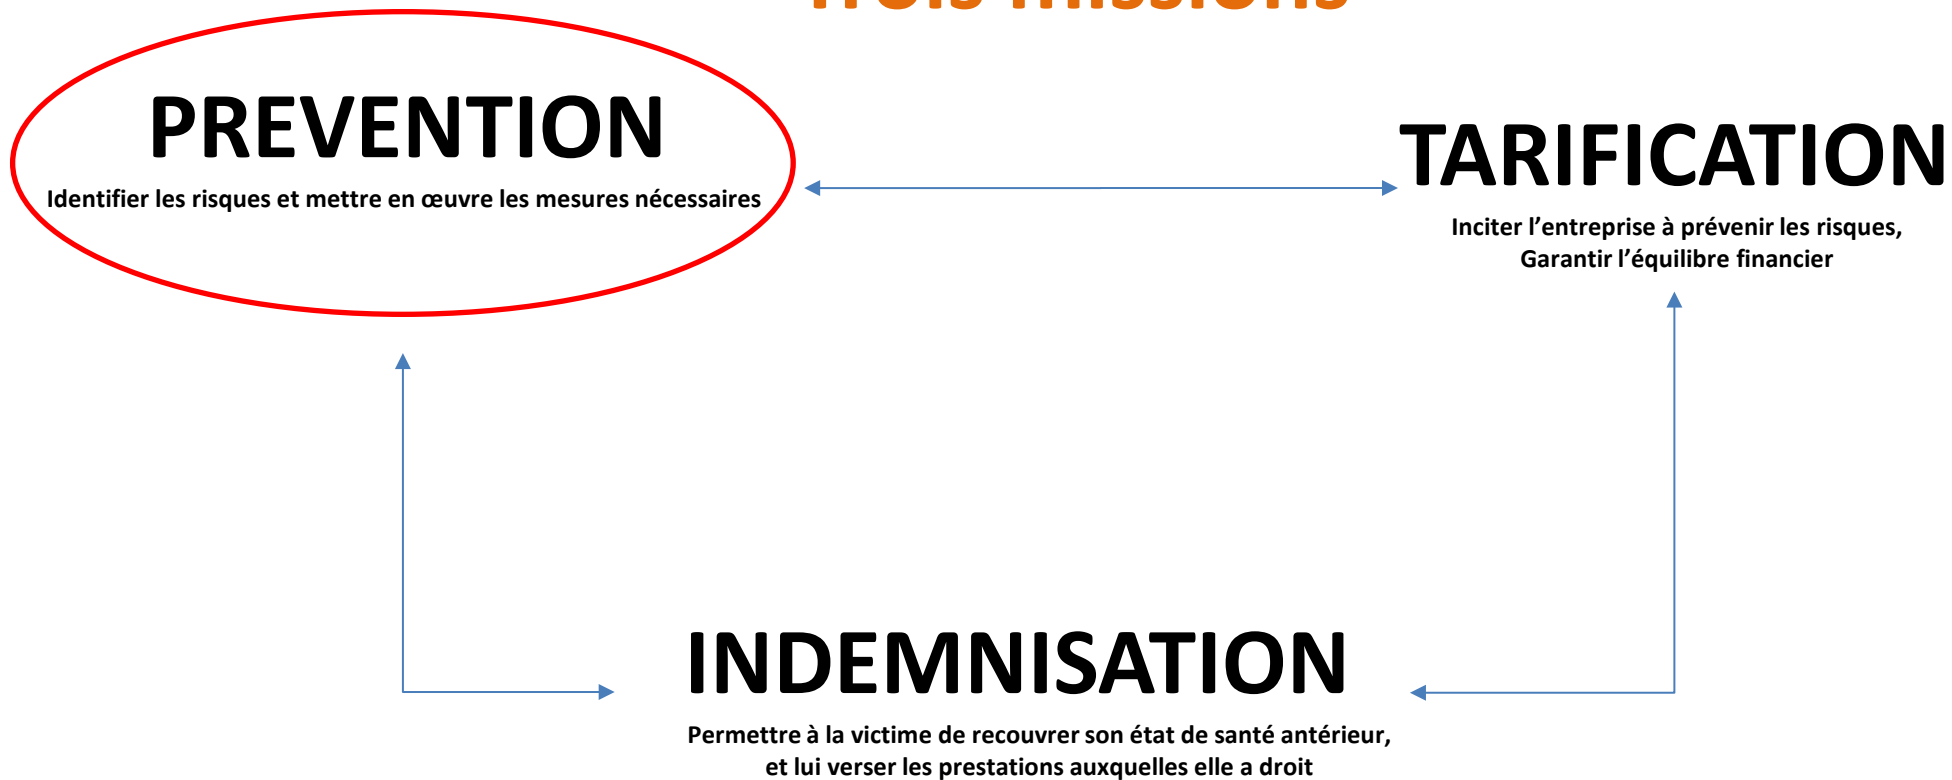 Trois missions
PREVENTION
Identifier les risques et mettre en œuvre les mesures nécessaires
TARIFICATION
Inciter l’entreprise à prévenir les risques,
Garantir l’équilibre financier
INDEMNISATION
Permettre à la victime de recouvrer son état de santé antérieur,
et lui verser les prestations auxquelles elle a droit